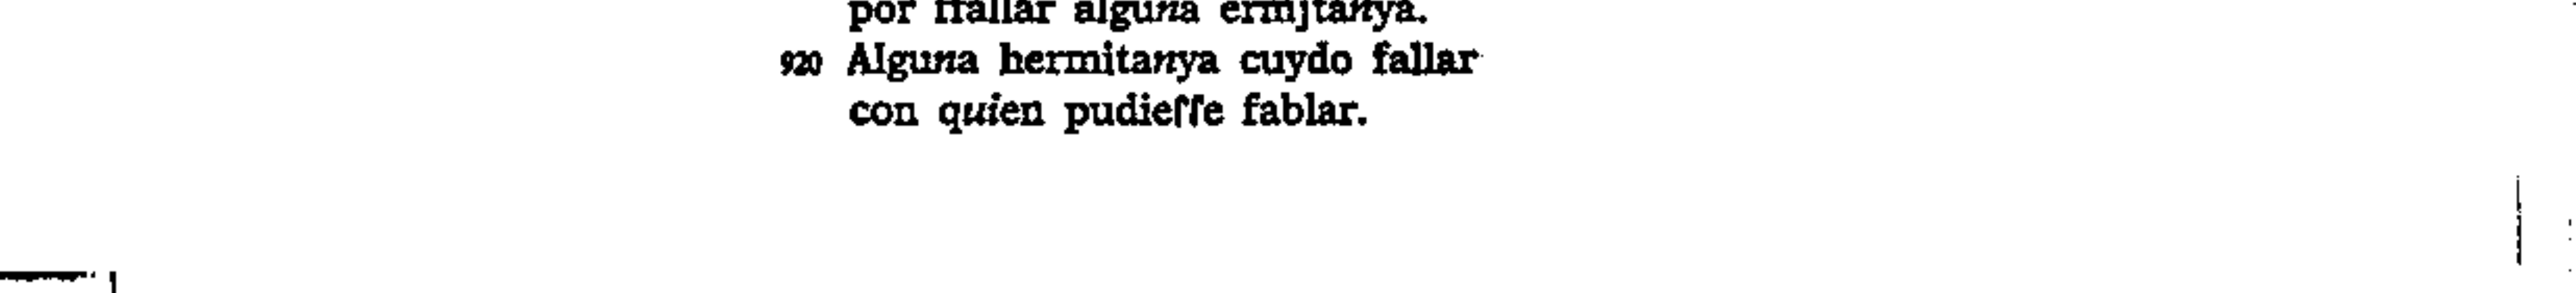 por ffallar alguna ermjtanya.
920 Alguna hermitanya cuydo fallar
con quien pudieſſe fablar.